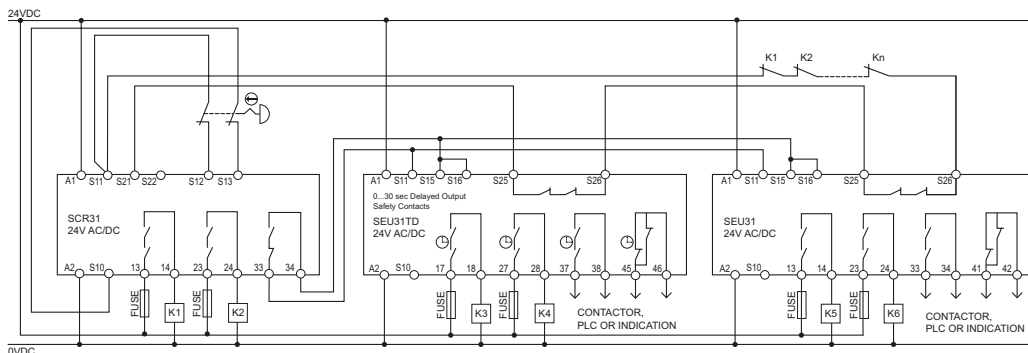 24VDC
K1 K2 Kn
A1 S11 S21 S22 S12 S13
A1 S11 S15 S16 S25 S26
A1 S11 S15 S16 S25 S26
SCR31
24V AC/DC
0...30 sec Delayed Output
Safety Contacts
SEU31TD
24V AC/DC
SEU31
24V AC/DC
A2 S10 13 14 23 24 33 34
A2 S10 17 18 27 28 37 38 45 46
A2 S10 13 14 23 24 33 34 41 42
FUSE K1 FUSE K2
FUSE K3 FUSE K4
CONTACTOR,
PLC OR INDICATION
FUSE K5 FUSE K6
CONTACTOR,
PLC OR INDICATION
0VDC